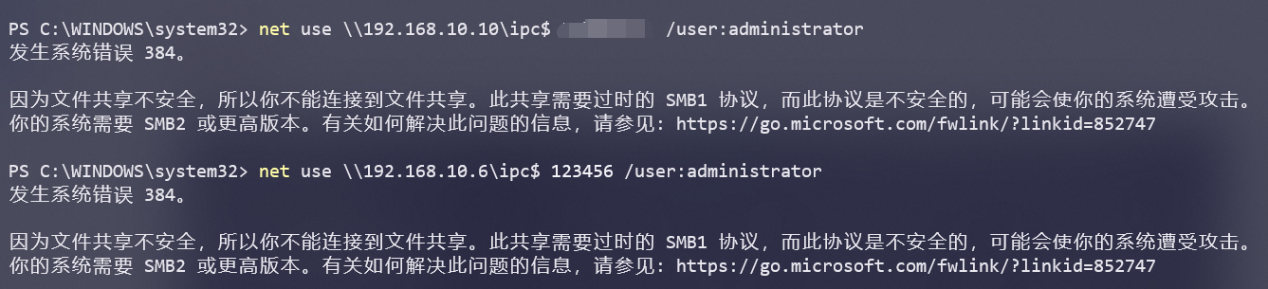 PS C:\WINDOWS\system32> net use \\192.168.10.10\ipc$ /user:administrator
发生系统错误 384。
因为文件共享不安全，所以你不能连接到文件共享。此共享需要过时的 SMB1 协议，而此协议是不安全的，可能会使你的系统遭受攻击。
你的系统需要 SMB2 或更高版本。有关如何解决此问题的信息，请参见: https://go.microsoft.com/fwlink/?linkid=852747
PS C:\WINDOWS\system32> net use \\192.168.10.6\ipc$ 123456 /user:administrator
发生系统错误 384。
因为文件共享不安全，所以你不能连接到文件共享。此共享需要过时的 SMB1 协议，而此协议是不安全的，可能会使你的系统遭受攻击。
你的系统需要 SMB2 或更高版本。有关如何解决此问题的信息，请参见: https://go.microsoft.com/fwlink/?linkid=852747